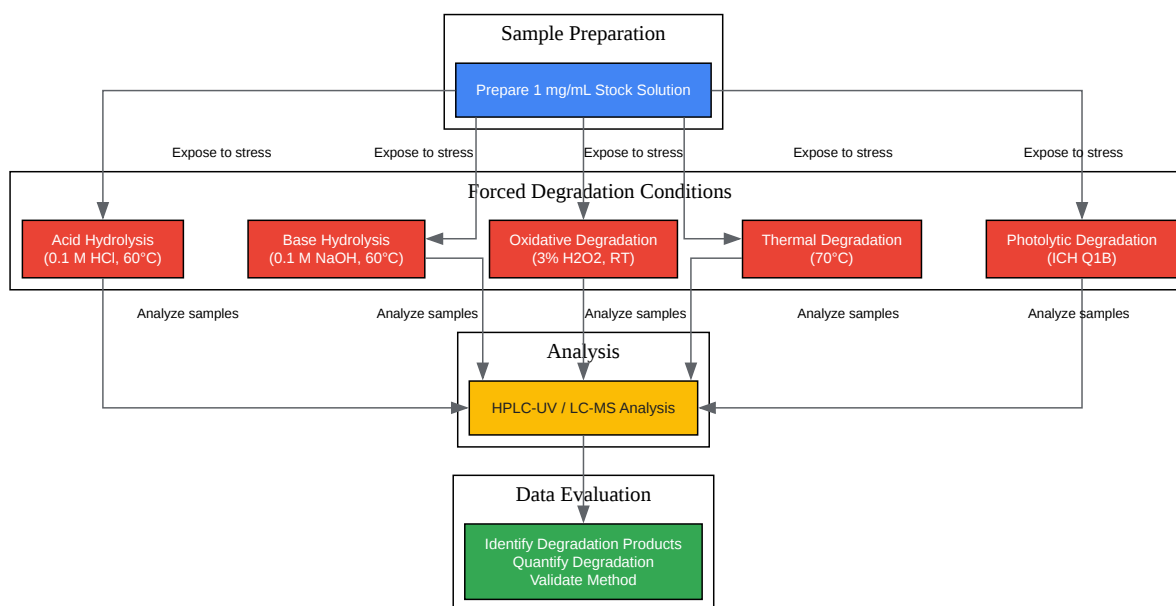 Sample Preparation
Prepare 1 mg/mL Stock Solution
Expose to stress
Expose to stress
Expose to stress
Expose to stress
Expose to stress
Forced Degradation Conditions
Acid Hydrolysis
(0.1 M HCl, 60°C)
Base Hydrolysis
(0.1 M NaOH, 60°C)
Oxidative Degradation
(3% H2O2, RT)
Thermal Degradation
(70°C)
Photolytic Degradation
(ICH Q1B)
Analyze samples
Analyze samples
Analyze samples
Analyze samples
Analyze samples
Analysis
HPLC-UV / LC-MS Analysis
Data Evaluation
Identify Degradation Products
Quantify Degradation
Validate Method